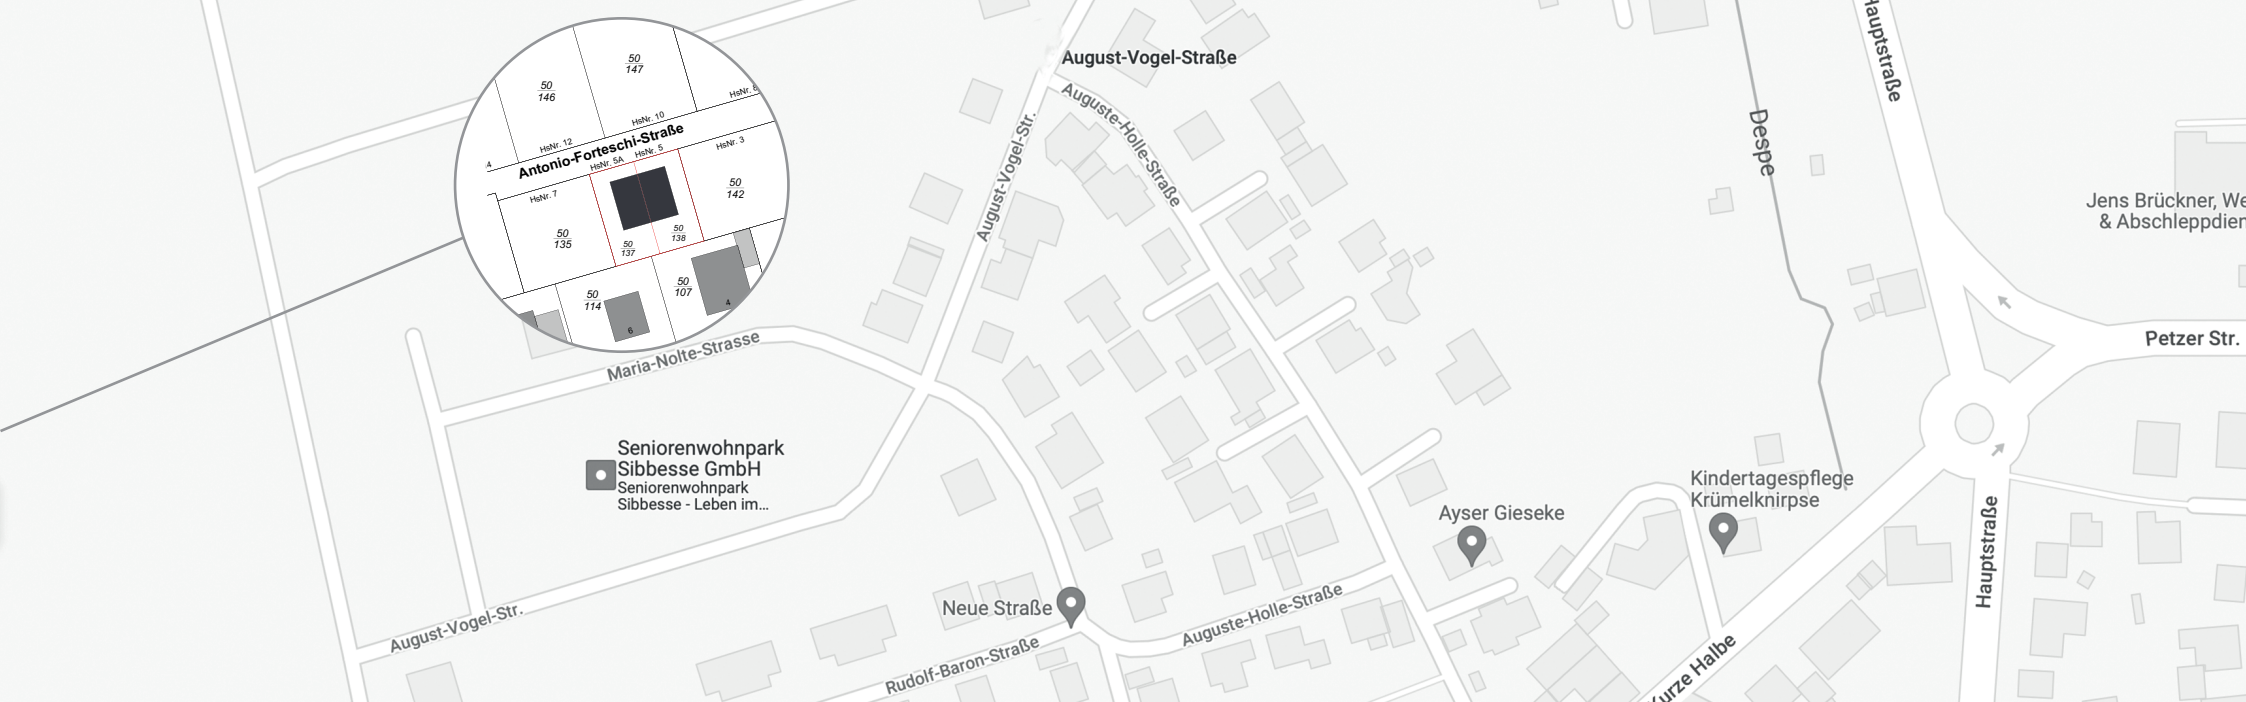 50
147
50
146
HsNr. 8
HsNr. 10
HsNr. 12
4
Antonio-Forteschi-Straße
HsNr. 5
HsNr. 5A
HsNr. 3
HsNr. 7
50
142
50
135
50
138
50
137
50
107
50
114
4
6
August-Vogel-Straße
Auguste-Holle-Straße
August-Vogel-Str.
Despe
Hauptstraße
Jens Brückner, We
& Abschleppdien
Petzer Str.
Maria-Nolte-Strasse
Seniorenwohnpark
Sibbesse GmbH
Seniorenwohnpark
Sibbesse - Leben im...
Kindertagespflege
Krümelknirpse
Ayser Gieseke
Hauptstraße
Neue Straße
August-Vogel-Str.
Auguste-Holle-Straße
Rudolf-Baron-Straße
Kurze Halbe